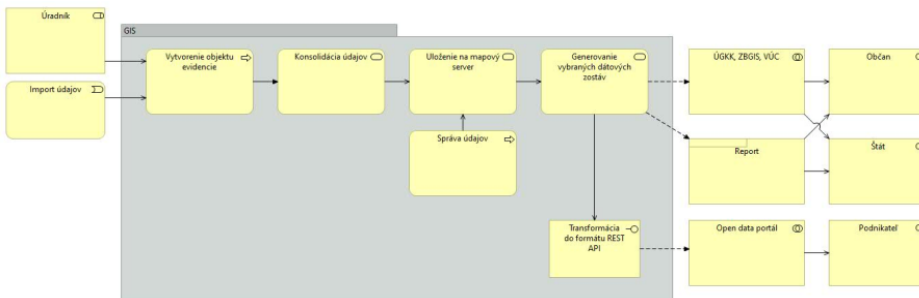 Úradník
GIS
Vytvorenie objektu
evidencie
Konsolidácia údajov
Uloženie na mapový
server
Generovanie
vybraných dátových
zostáv
ÚGKK, ZBGIS, VÚC
Občan
Import údajov
Správa údajov
Report
Štát
Transformácia
do formátu REST
API
Open data portál
Podnikateľ